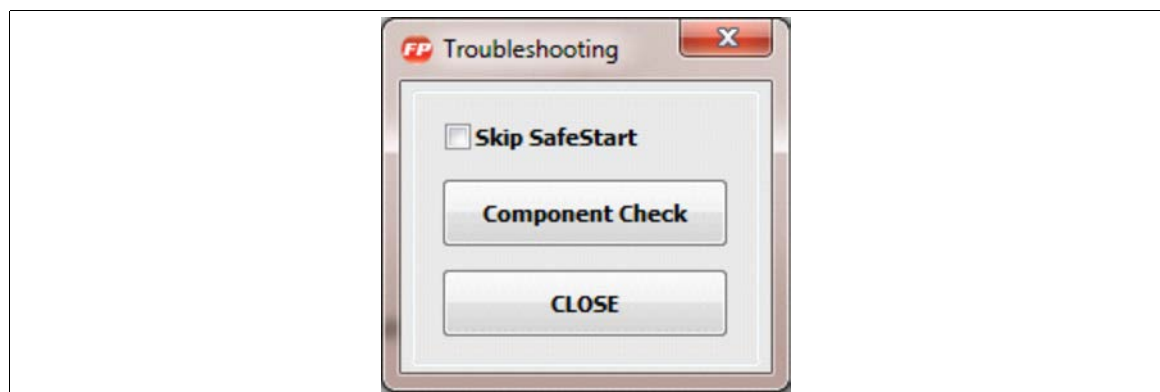 FP Troubleshooting
Skip SafeStart
Component Check
CLOSE